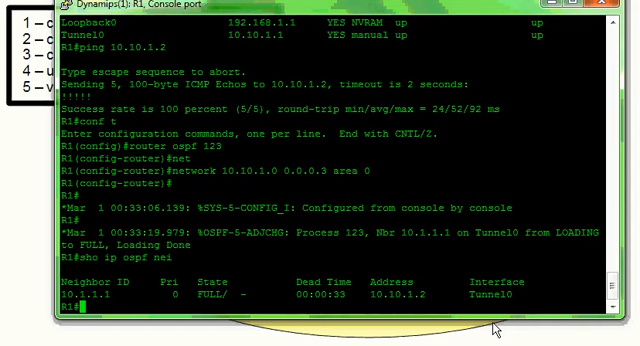 Dynamips(1): R1, Console port
1 – c
2 – c
3 – c
4 – u
5 – v
Loopback0 192.168.1.1 YES NVRAM up up
Tunnel0 10.10.1.1 YES manual up up
R1#ping 10.10.1.2
Type escape sequence to abort.
Sending 5, 100-byte ICMP Echos to 10.10.1.2, timeout is 2 seconds:
!!!!!
Success rate is 100 percent (5/5), round-trip min/avg/max = 24/52/92 ms
R1#conf t
Enter configuration commands, one per line. End with CNTL/Z.
R1(config)#router ospf 123
R1(config-router)#net
R1(config-router)#network 10.10.1.0 0.0.0.3 area 0
R1(config-router)#
R1#
*Mar 1 00:33:06.139: %SYS-5-CONFIG_I: Configured from console by console
R1#
*Mar 1 00:33:19.979: %OSPF-5-ADJCHG: Process 123, Nbr 10.1.1.1 on Tunnel0 from LOADING
to FULL, Loading Done
R1#sho ip ospf nei
Neighbor ID Pri State Dead Time Address Interface
10.1.1.1 0 FULL/ - 00:00:33 10.10.1.2 Tunnel0
R1#